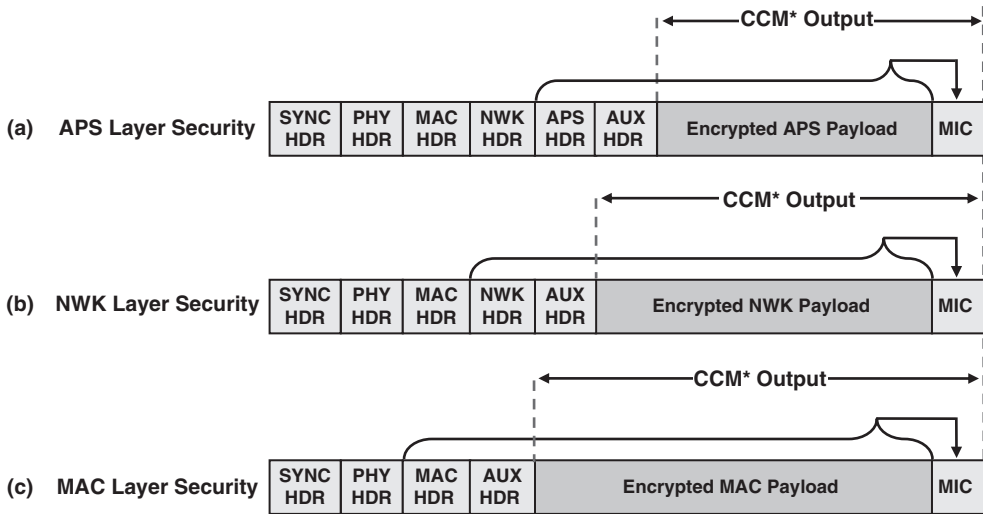 CCM* Output
(a) APS Layer Security
SYNC HDR
PHY HDR
MAC HDR
NWK HDR
APS HDR
AUX HDR
Encrypted APS Payload
MIC
CCM* Output
(b) NWK Layer Security
SYNC HDR
PHY HDR
MAC HDR
NWK HDR
AUX HDR
Encrypted NWK Payload
MIC
CCM* Output
(c) MAC Layer Security
SYNC HDR
PHY HDR
MAC HDR
AUX HDR
Encrypted MAC Payload
MIC